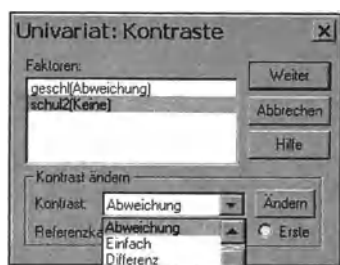 Univariat: Kontraste
Faktoren:
geschl(Abweichung)
schul2(Keine)
Weiter
Abbrechen
Hilfe
Kontrast ändern
Kontrast: Abweichung Ändern
Abweichung Erste
Einfach
Differenz